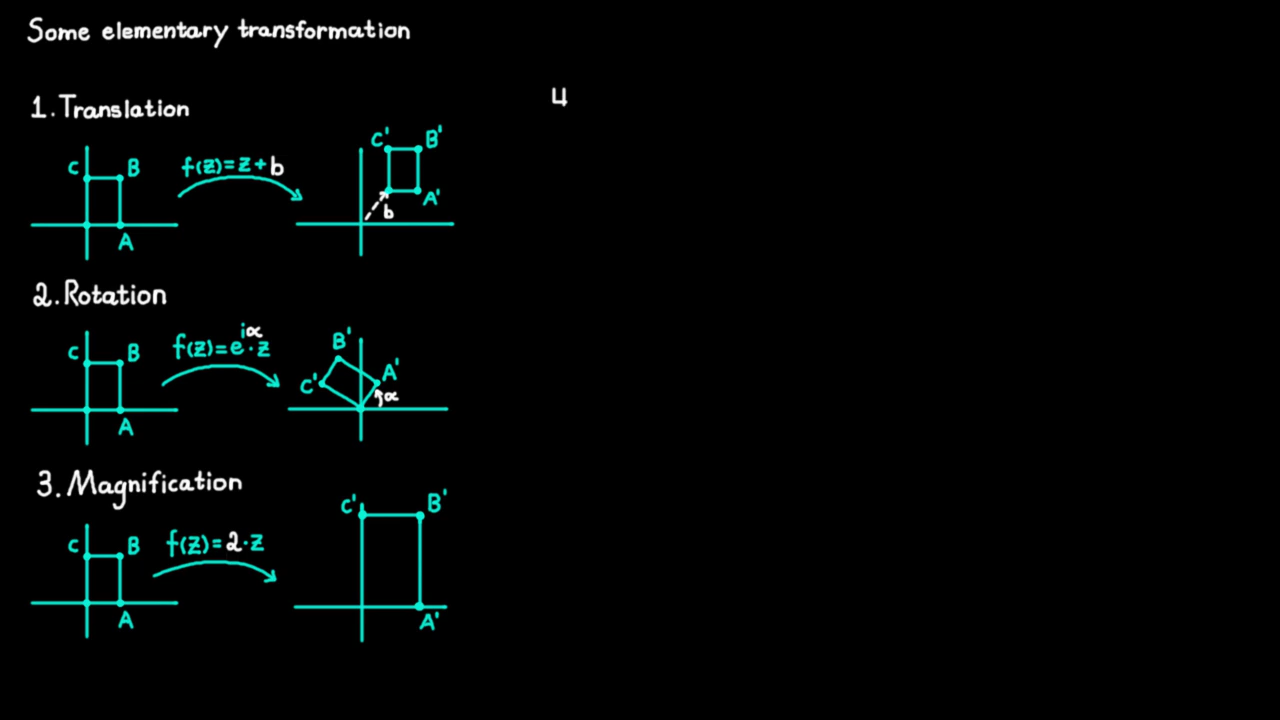 Some elementary transformation
1. Translation
C B
f(z)=z+b
A
C' B'
A'
b
2. Rotation
C B
f(z)=e^{iα}·z
A
B'
A'
C'
α
3. Magnification
C B
f(z)=2·z
A
C' B'
A'
4